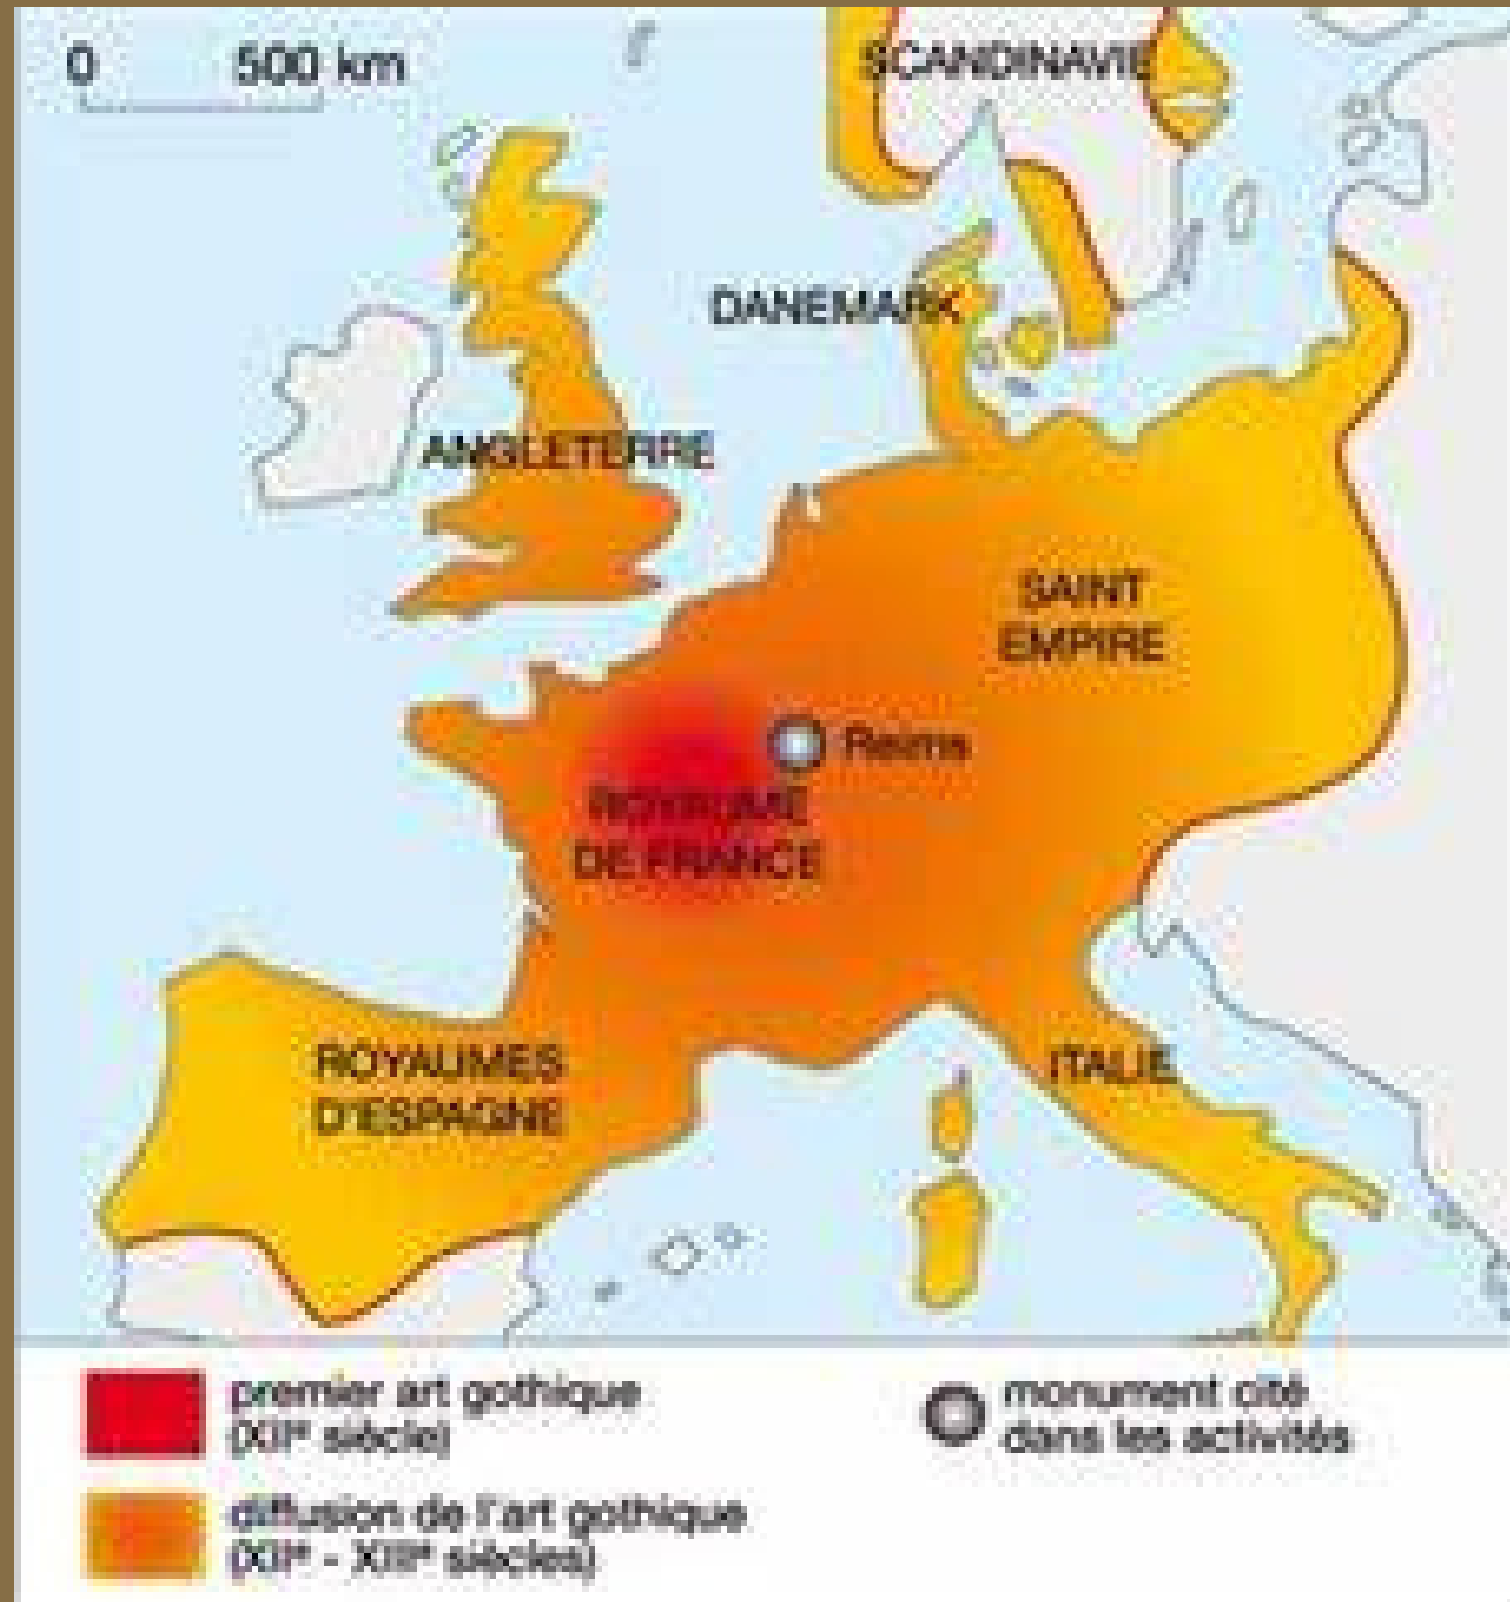 0 500 km
SCANDINAVIE
DANEMARK
ANGLETERRE
SAINT
EMPIRE
Reims
ROYAUME
DE FRANCE
ROYAUMES
D'ESPAGNE
ITALIE
premier art gothique
(XIIᵉ siècle)
diffusion de l'art gothique
(XIIᵉ - XIIIᵉ siècles)
monument cité
dans les activités